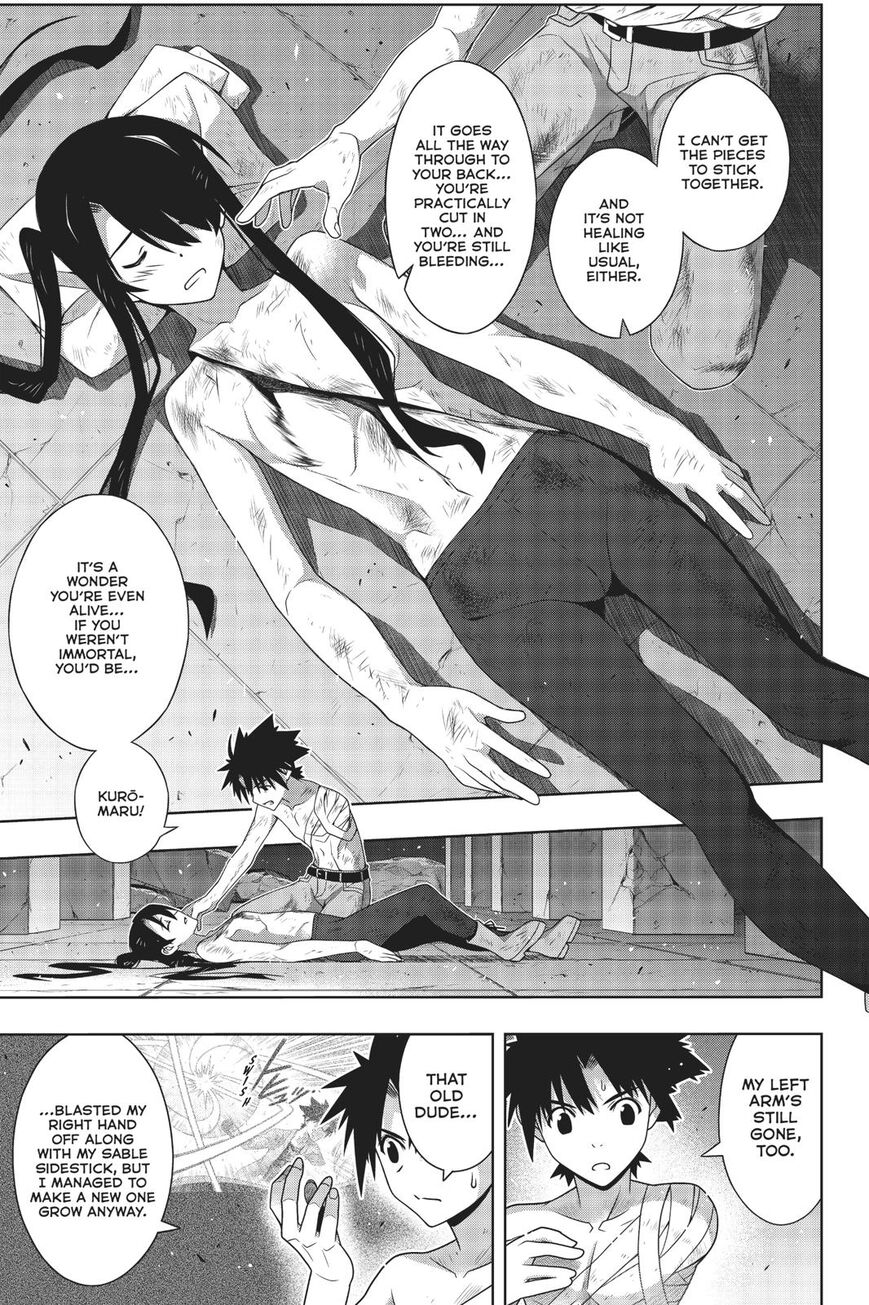 I CAN'T GET
THE PIECES
TO STICK
TOGETHER.
AND
IT'S NOT
HEALING
LIKE
USUAL,
EITHER.
IT GOES
ALL THE WAY
THROUGH TO
YOUR BACK...
YOU'RE
PRACTICALLY
CUT IN
TWO... AND
YOU'RE STILL
BLEEDING...
IT'S A
WONDER
YOU'RE EVEN
ALIVE...
IF YOU
WEREN'T
IMMORTAL,
YOU'D BE...
KURŌ-
MARU!
MY LEFT
ARM'S
STILL
GONE,
TOO.
THAT
OLD
DUDE...
SWISH
...BLASTED MY
RIGHT HAND
OFF ALONG
WITH MY SABLE
SIDESTICK, BUT
I MANAGED TO
MAKE A NEW ONE
GROW ANYWAY.